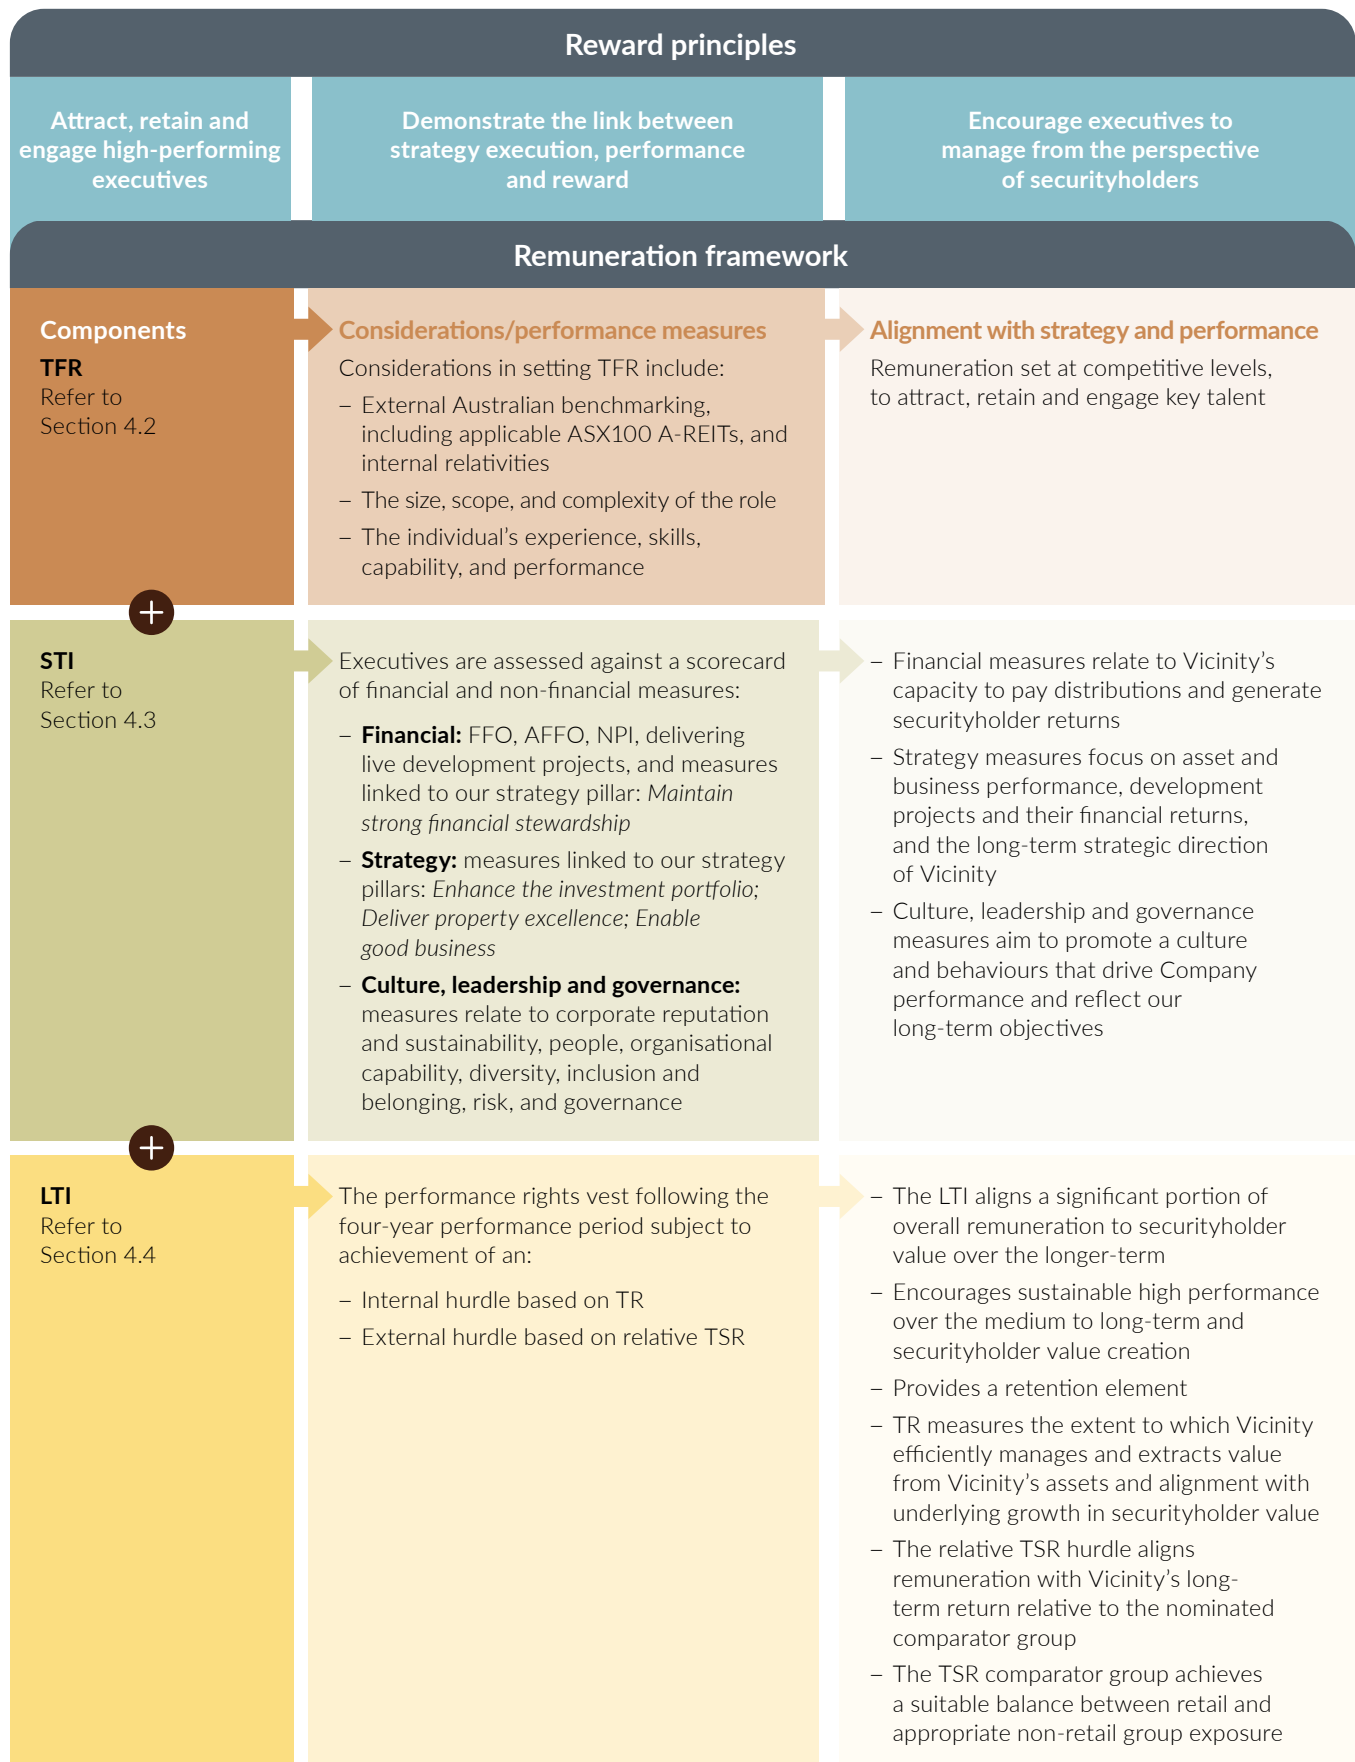 Reward principles
Attract, retain and
engage high-performing
executives
Demonstrate the link between
strategy execution, performance
and reward
Encourage executives to
manage from the perspective
of securityholders
Remuneration framework
Components
TFR
Refer to
Section 4.2
Considerations/performance measures
Considerations in setting TFR include:
– External Australian benchmarking,
including applicable ASX100 A-REITs, and
internal relativities
– The size, scope, and complexity of the role
– The individual’s experience, skills,
capability, and performance
Alignment with strategy and performance
Remuneration set at competitive levels,
to attract, retain and engage key talent
+
STI
Refer to
Section 4.3
Executives are assessed against a scorecard
of financial and non-financial measures:
– Financial: FFO, AFFO, NPI, delivering
live development projects, and measures
linked to our strategy pillar: Maintain
strong financial stewardship
– Strategy: measures linked to our strategy
pillars: Enhance the investment portfolio;
Deliver property excellence; Enable
good business
– Culture, leadership and governance:
measures relate to corporate reputation
and sustainability, people, organisational
capability, diversity, inclusion and
belonging, risk, and governance
– Financial measures relate to Vicinity’s
capacity to pay distributions and generate
securityholder returns
– Strategy measures focus on asset and
business performance, development
projects and their financial returns,
and the long-term strategic direction
of Vicinity
– Culture, leadership and governance
measures aim to promote a culture
and behaviours that drive Company
performance and reflect our
long-term objectives
+
LTI
Refer to
Section 4.4
The performance rights vest following the
four-year performance period subject to
achievement of an:
– Internal hurdle based on TR
– External hurdle based on relative TSR
– The LTI aligns a significant portion of
overall remuneration to securityholder
value over the longer-term
– Encourages sustainable high performance
over the medium to long-term and
securityholder value creation
– Provides a retention element
– TR measures the extent to which Vicinity
efficiently manages and extracts value
from Vicinity’s assets and alignment with
underlying growth in securityholder value
– The relative TSR hurdle aligns
remuneration with Vicinity’s long-
term return relative to the nominated
comparator group
– The TSR comparator group achieves
a suitable balance between retail and
appropriate non-retail group exposure